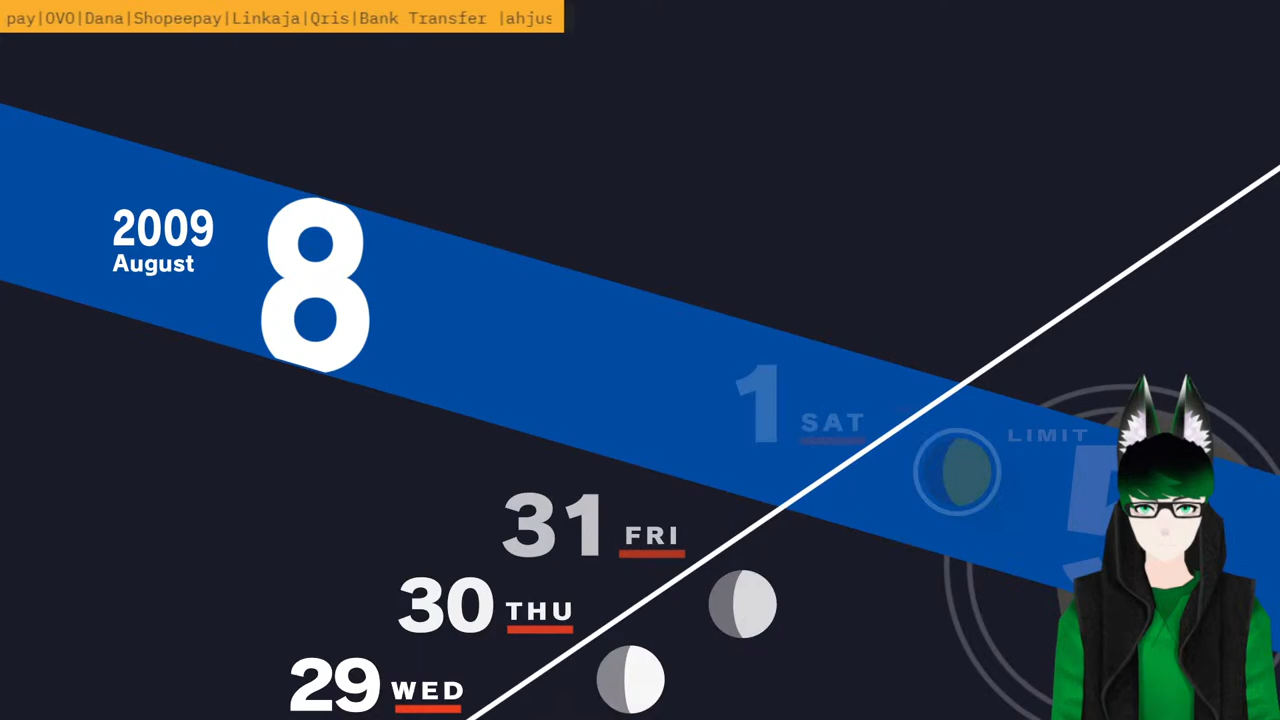 pay|OVO|Dana|Shopeepay|Linkaja|Qris|Bank Transfer |ahjus
2009
August
8
1 SAT
LIMIT
31 FRI
30 THU
29 WED